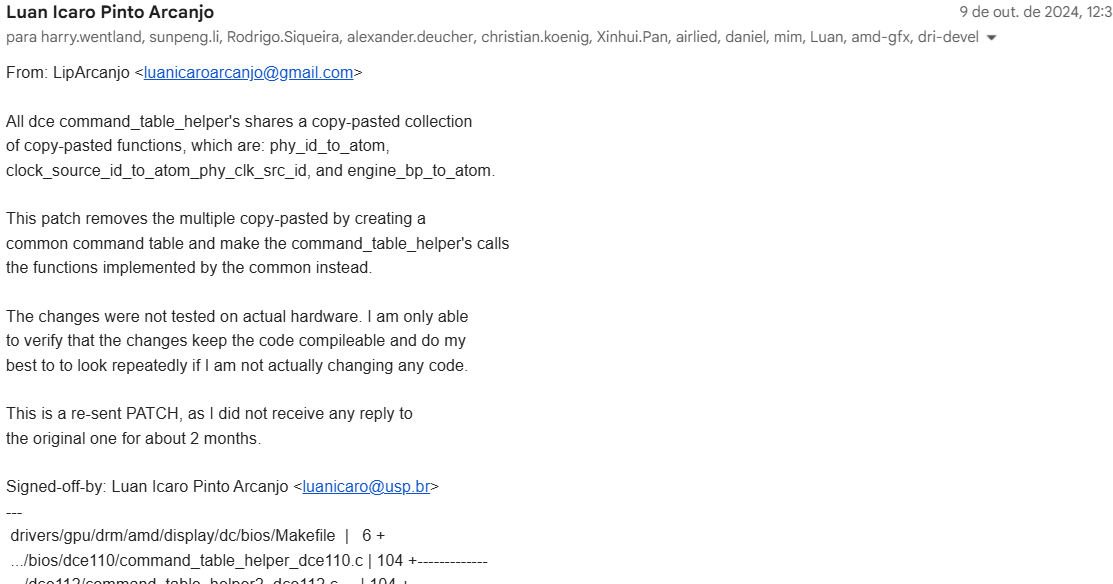 Luan Icaro Pinto Arcanjo
9 de out. de 2024, 12:3
para harry.wentland, sunpeng.li, Rodrigo.Siqueira, alexander.deucher, christian.koenig, Xinhui.Pan, airlied, daniel, mim, Luan, amd-gfx, dri-devel
From: LipArcanjo <luanicaroarcanjo@gmail.com>
All dce command_table_helper's shares a copy-pasted collection
of copy-pasted functions, which are: phy_id_to_atom,
clock_source_id_to_atom_phy_clk_src_id, and engine_bp_to_atom.
This patch removes the multiple copy-pasted by creating a
common command table and make the command_table_helper's calls
the functions implemented by the common instead.
The changes were not tested on actual hardware. I am only able
to verify that the changes keep the code compileable and do my
best to to look repeatedly if I am not actually changing any code.
This is a re-sent PATCH, as I did not receive any reply to
the original one for about 2 months.
Signed-off-by: Luan Icaro Pinto Arcanjo <luanicaro@usp.br>
---
drivers/gpu/drm/amd/display/dc/bios/Makefile | 6 +
.../bios/dce110/command_table_helper_dce110.c | 104 +-------------